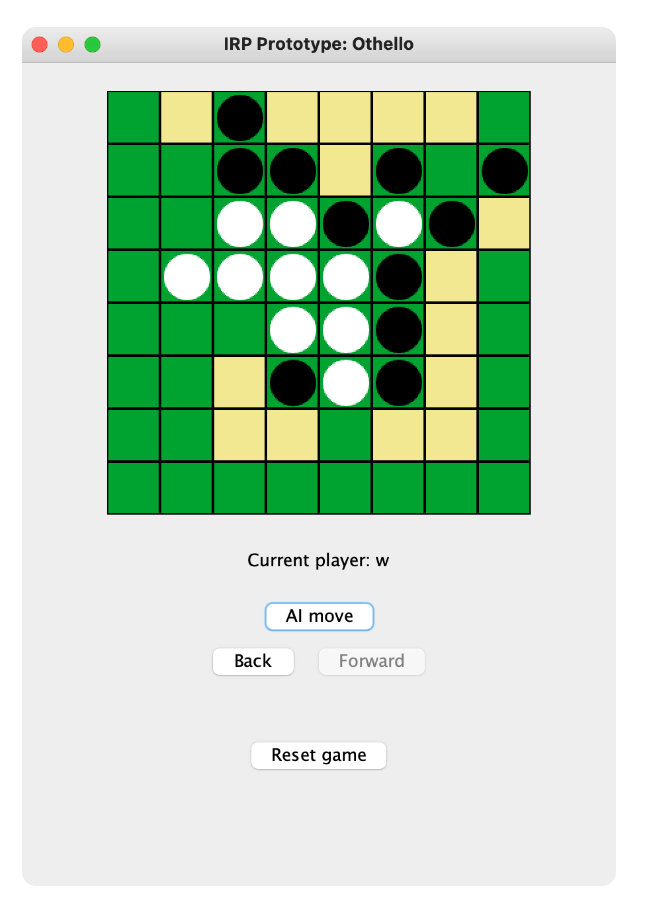 IRP Prototype: Othello
Current player: w
AI move
Back Forward
Reset game